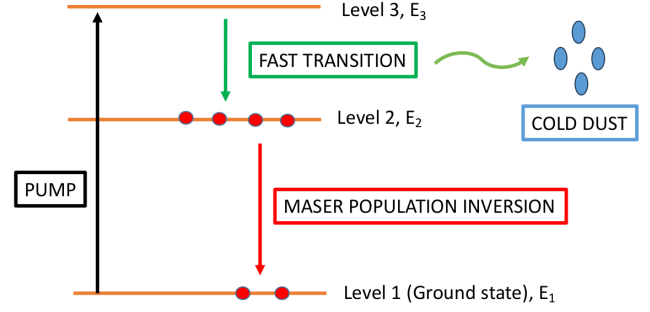 Level 3, E₃
FAST TRANSITION
Level 2, E₂
COLD DUST
PUMP
MASER POPULATION INVERSION
Level 1 (Ground state), E₁